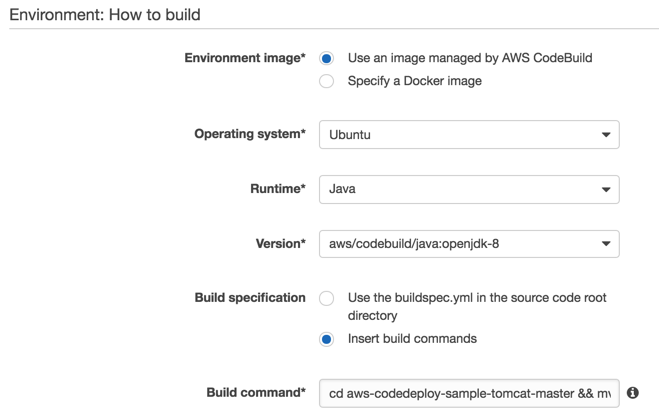 Environment: How to build
Environment image* Use an image managed by AWS CodeBuild
Specify a Docker image
Operating system* Ubuntu
Runtime* Java
Version* aws/codebuild/java:openjdk-8
Build specification Use the buildspec.yml in the source code root
directory
Insert build commands
Build command* cd aws-codedeploy-sample-tomcat-master && mv